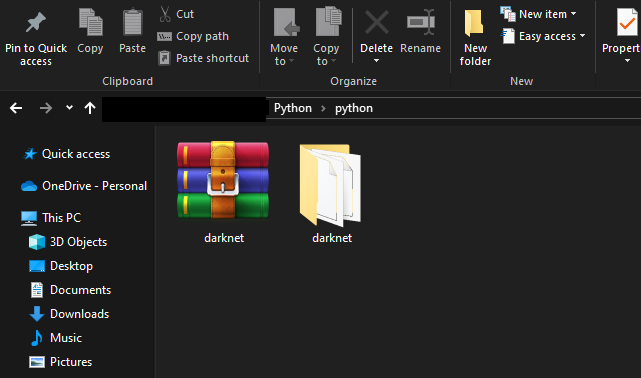 Pin to Quick
access
Copy
Paste
Cut
Copy path
Paste shortcut
Move
to
Copy
to
Delete
Rename
New
folder
New item
Easy access
Propert
Clipboard
Organize
New
Python > python
Quick access
OneDrive - Personal
This PC
3D Objects
Desktop
Documents
Downloads
Music
Pictures
darknet
darknet